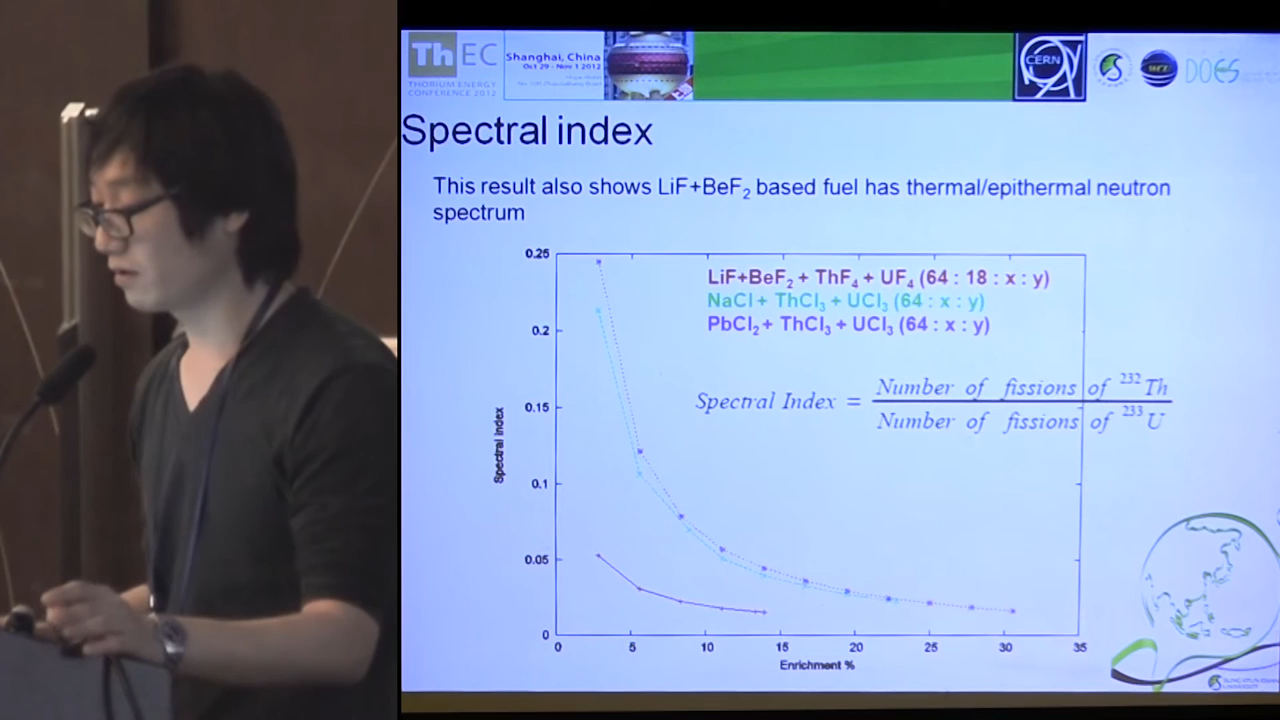 ThEC
THORIUM ENERGY
CONFERENCE 2012
Shanghai, China
Oct 29 - Nov 1 2012
CERN
Spectral index
This result also shows LiF+BeF₂ based fuel has thermal/epithermal neutron
spectrum
LiF+BeF₂ + ThF₄ + UF₄ (64 : 18 : x : y)
NaCl + ThCl₃ + UCl₃ (64 : x : y)
PbCl₂ + ThCl₃ + UCl₃ (64 : x : y)
Spectral Index = Number of fissions of ²³²Th
Number of fissions of ²³³U
0.25
0.2
0.15
0.1
0.05
0
Spectral index
0 5 10 15 20 25 30 35
Enrichment %